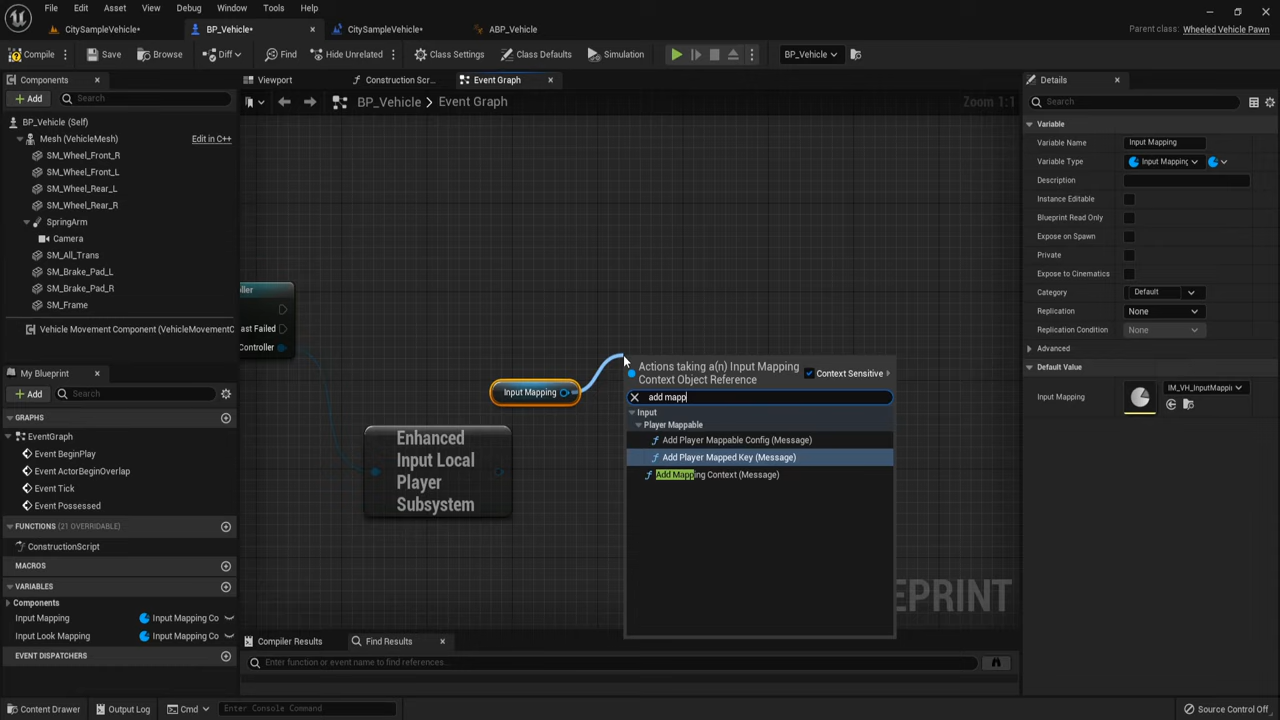 File Edit Asset View Debug Window Tools Help
CitySampleVehicle•
BP_Vehicle•
CitySampleVehicle•
ABP_Vehicle
Parent class: Wheeled Vehicle Pawn
Compile Save Browse Diff Find Hide Unrelated Class Settings Class Defaults Simulation BP_Vehicle
Components
Add Search
BP_Vehicle (Self)
Mesh (VehicleMesh) Edit in C++
SM_Wheel_Front_R
SM_Wheel_Front_L
SM_Wheel_Rear_L
SM_Wheel_Rear_R
SpringArm
Camera
SM_All_Trans
SM_Brake_Pad_L
SM_Brake_Pad_R
SM_Frame
Vehicle Movement Component (VehicleMovementC
My Blueprint
Add Search
GRAPHS
EventGraph
Event BeginPlay
Event ActorBeginOverlap
Event Tick
Event Possessed
FUNCTIONS (21 OVERRIDABLE)
ConstructionScript
MACROS
VARIABLES
Components
Input Mapping Input Mapping Co
Input Look Mapping Input Mapping Co
EVENT DISPATCHERS
Viewport
Construction Scr...
Event Graph
BP_Vehicle > Event Graph
Zoom 1:1
ller
ast Failed
Controller
Input Mapping
Enhanced
Input Local
Player
Subsystem
Actions taking a(n) Input Mapping
Context Object Reference
Context Sensitive
add mapp
Input
Player Mappable
Add Player Mappable Config (Message)
Add Player Mapped Key (Message)
Add Mapping Context (Message)
EPRINT
Compiler Results
Find Results
Enter function or event name to find references...
Details
Search
Variable
Variable Name Input Mapping
Variable Type Input Mapping
Description
Instance Editable
Blueprint Read Only
Expose on Spawn
Private
Expose to Cinematics
Category Default
Replication None
Replication Condition None
Advanced
Default Value
Input Mapping IM_VH_InputMappi
Content Drawer Output Log Cmd Enter Console Command
Source Control Off